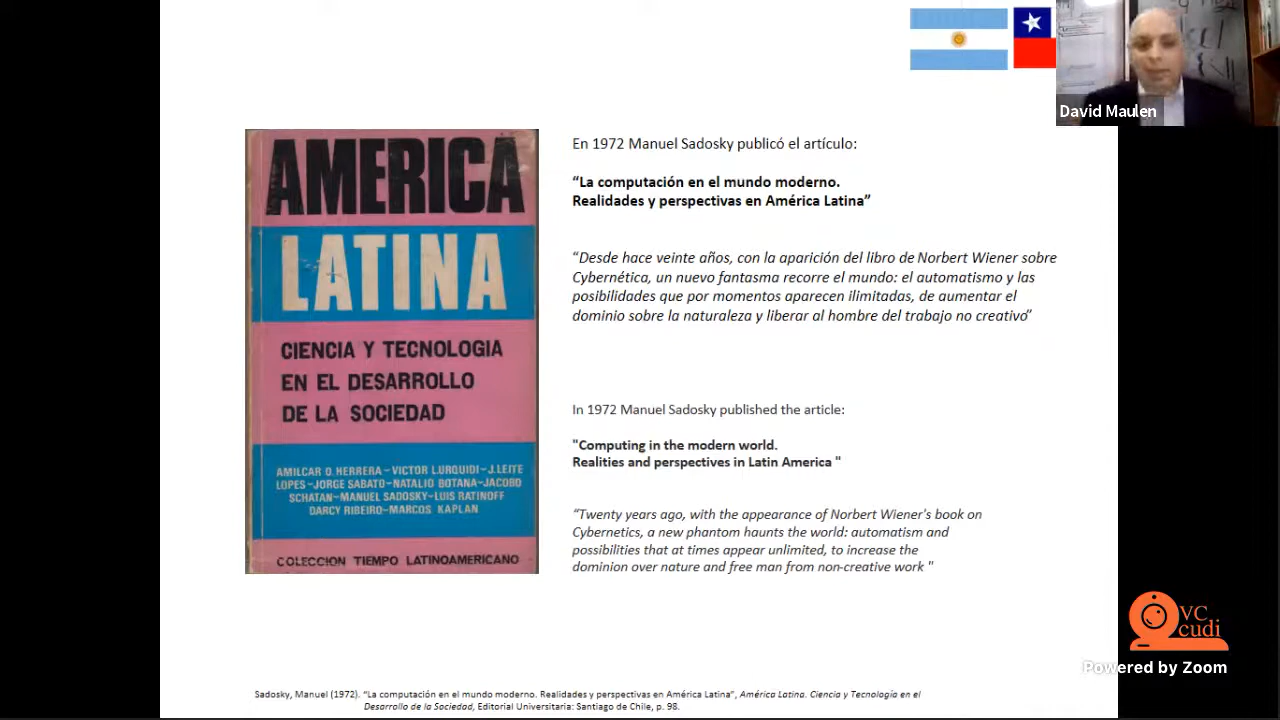 David Maulen
AMERICA
LATINA
CIENCIA Y TECNOLOGIA
EN EL DESARROLLO
DE LA SOCIEDAD
AMILCAR O. HERRERA – VICTOR L. URQUIDI – J. LEITE
LOPES – JORGE SABATO – NATALIO BOTANA – JACOBO
SCHATAN – MANUEL SADOSKY – LUIS RATINOFF
DARCY RIBEIRO – MARCOS KAPLAN
COLECCION TIEMPO LATINOAMERICANO
En 1972 Manuel Sadosky publicó el artículo:
“La computación en el mundo moderno.
Realidades y perspectivas en América Latina”
“Desde hace veinte años, con la aparición del libro de Norbert Wiener sobre
Cybernética, un nuevo fantasma recorre el mundo: el automatismo y las
posibilidades que por momentos aparecen ilimitadas, de aumentar el
dominio sobre la naturaleza y liberar al hombre del trabajo no creativo”
In 1972 Manuel Sadosky published the article:
"Computing in the modern world.
Realities and perspectives in Latin America "
“Twenty years ago, with the appearance of Norbert Wiener's book on
Cybernetics, a new phantom haunts the world: automatism and
possibilities that at times appear unlimited, to increase the
dominion over nature and free man from non-creative work "
VC
cudi
Powered by Zoom
Sadosky, Manuel (1972). “La computación en el mundo moderno. Realidades y perspectivas en América Latina”, América Latina. Ciencia y Tecnología en el
Desarrollo de la Sociedad, Editorial Universitaria: Santiago de Chile, p. 98.